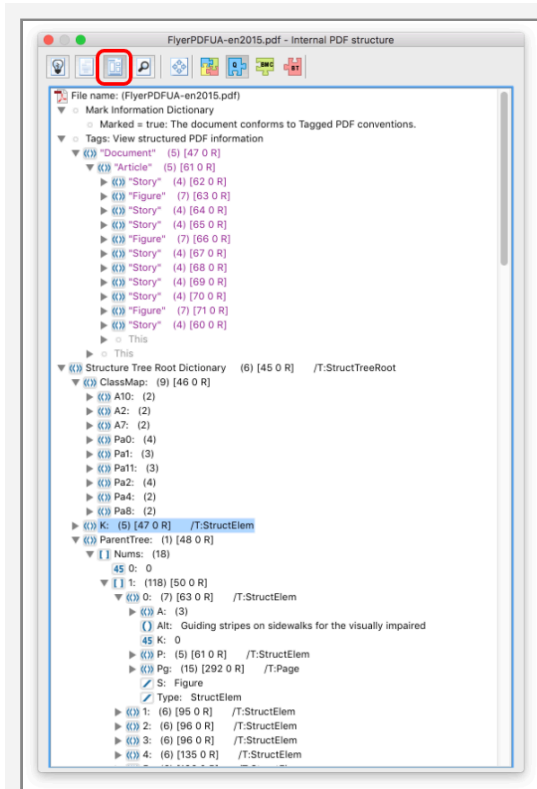 FlyerPDFUA-en2015.pdf - Internal PDF structure
BMC
BT
File name: (FlyerPDFUA-en2015.pdf)
Mark Information Dictionary
Marked = true: The document conforms to Tagged PDF conventions.
Tags: View structured PDF information
"Document" (5) [47 0 R]
"Article" (5) [61 0 R]
"Story" (4) [62 0 R]
"Figure" (7) [63 0 R]
"Story" (4) [64 0 R]
"Story" (4) [65 0 R]
"Figure" (7) [66 0 R]
"Story" (4) [67 0 R]
"Story" (4) [68 0 R]
"Story" (4) [69 0 R]
"Story" (4) [70 0 R]
"Figure" (7) [71 0 R]
"Story" (4) [60 0 R]
This
This
Structure Tree Root Dictionary (6) [45 0 R] /T:StructTreeRoot
ClassMap: (9) [46 0 R]
A10: (2)
A2: (2)
A7: (2)
Pa0: (4)
Pa1: (3)
Pa11: (3)
Pa2: (4)
Pa4: (2)
Pa8: (2)
K: (5) [47 0 R] /T:StructElem
ParentTree: (1) [48 0 R]
[ ] Nums: (18)
45 0: 0
[ ] 1: (118) [50 0 R]
0: (7) [63 0 R] /T:StructElem
A: (3)
() Alt: Guiding stripes on sidewalks for the visually impaired
45 K: 0
P: (5) [61 0 R] /T:StructElem
Pg: (15) [292 0 R] /T:Page
S: Figure
Type: StructElem
1: (6) [95 0 R] /T:StructElem
2: (6) [96 0 R] /T:StructElem
3: (6) [96 0 R] /T:StructElem
4: (6) [135 0 R] /T:StructElem